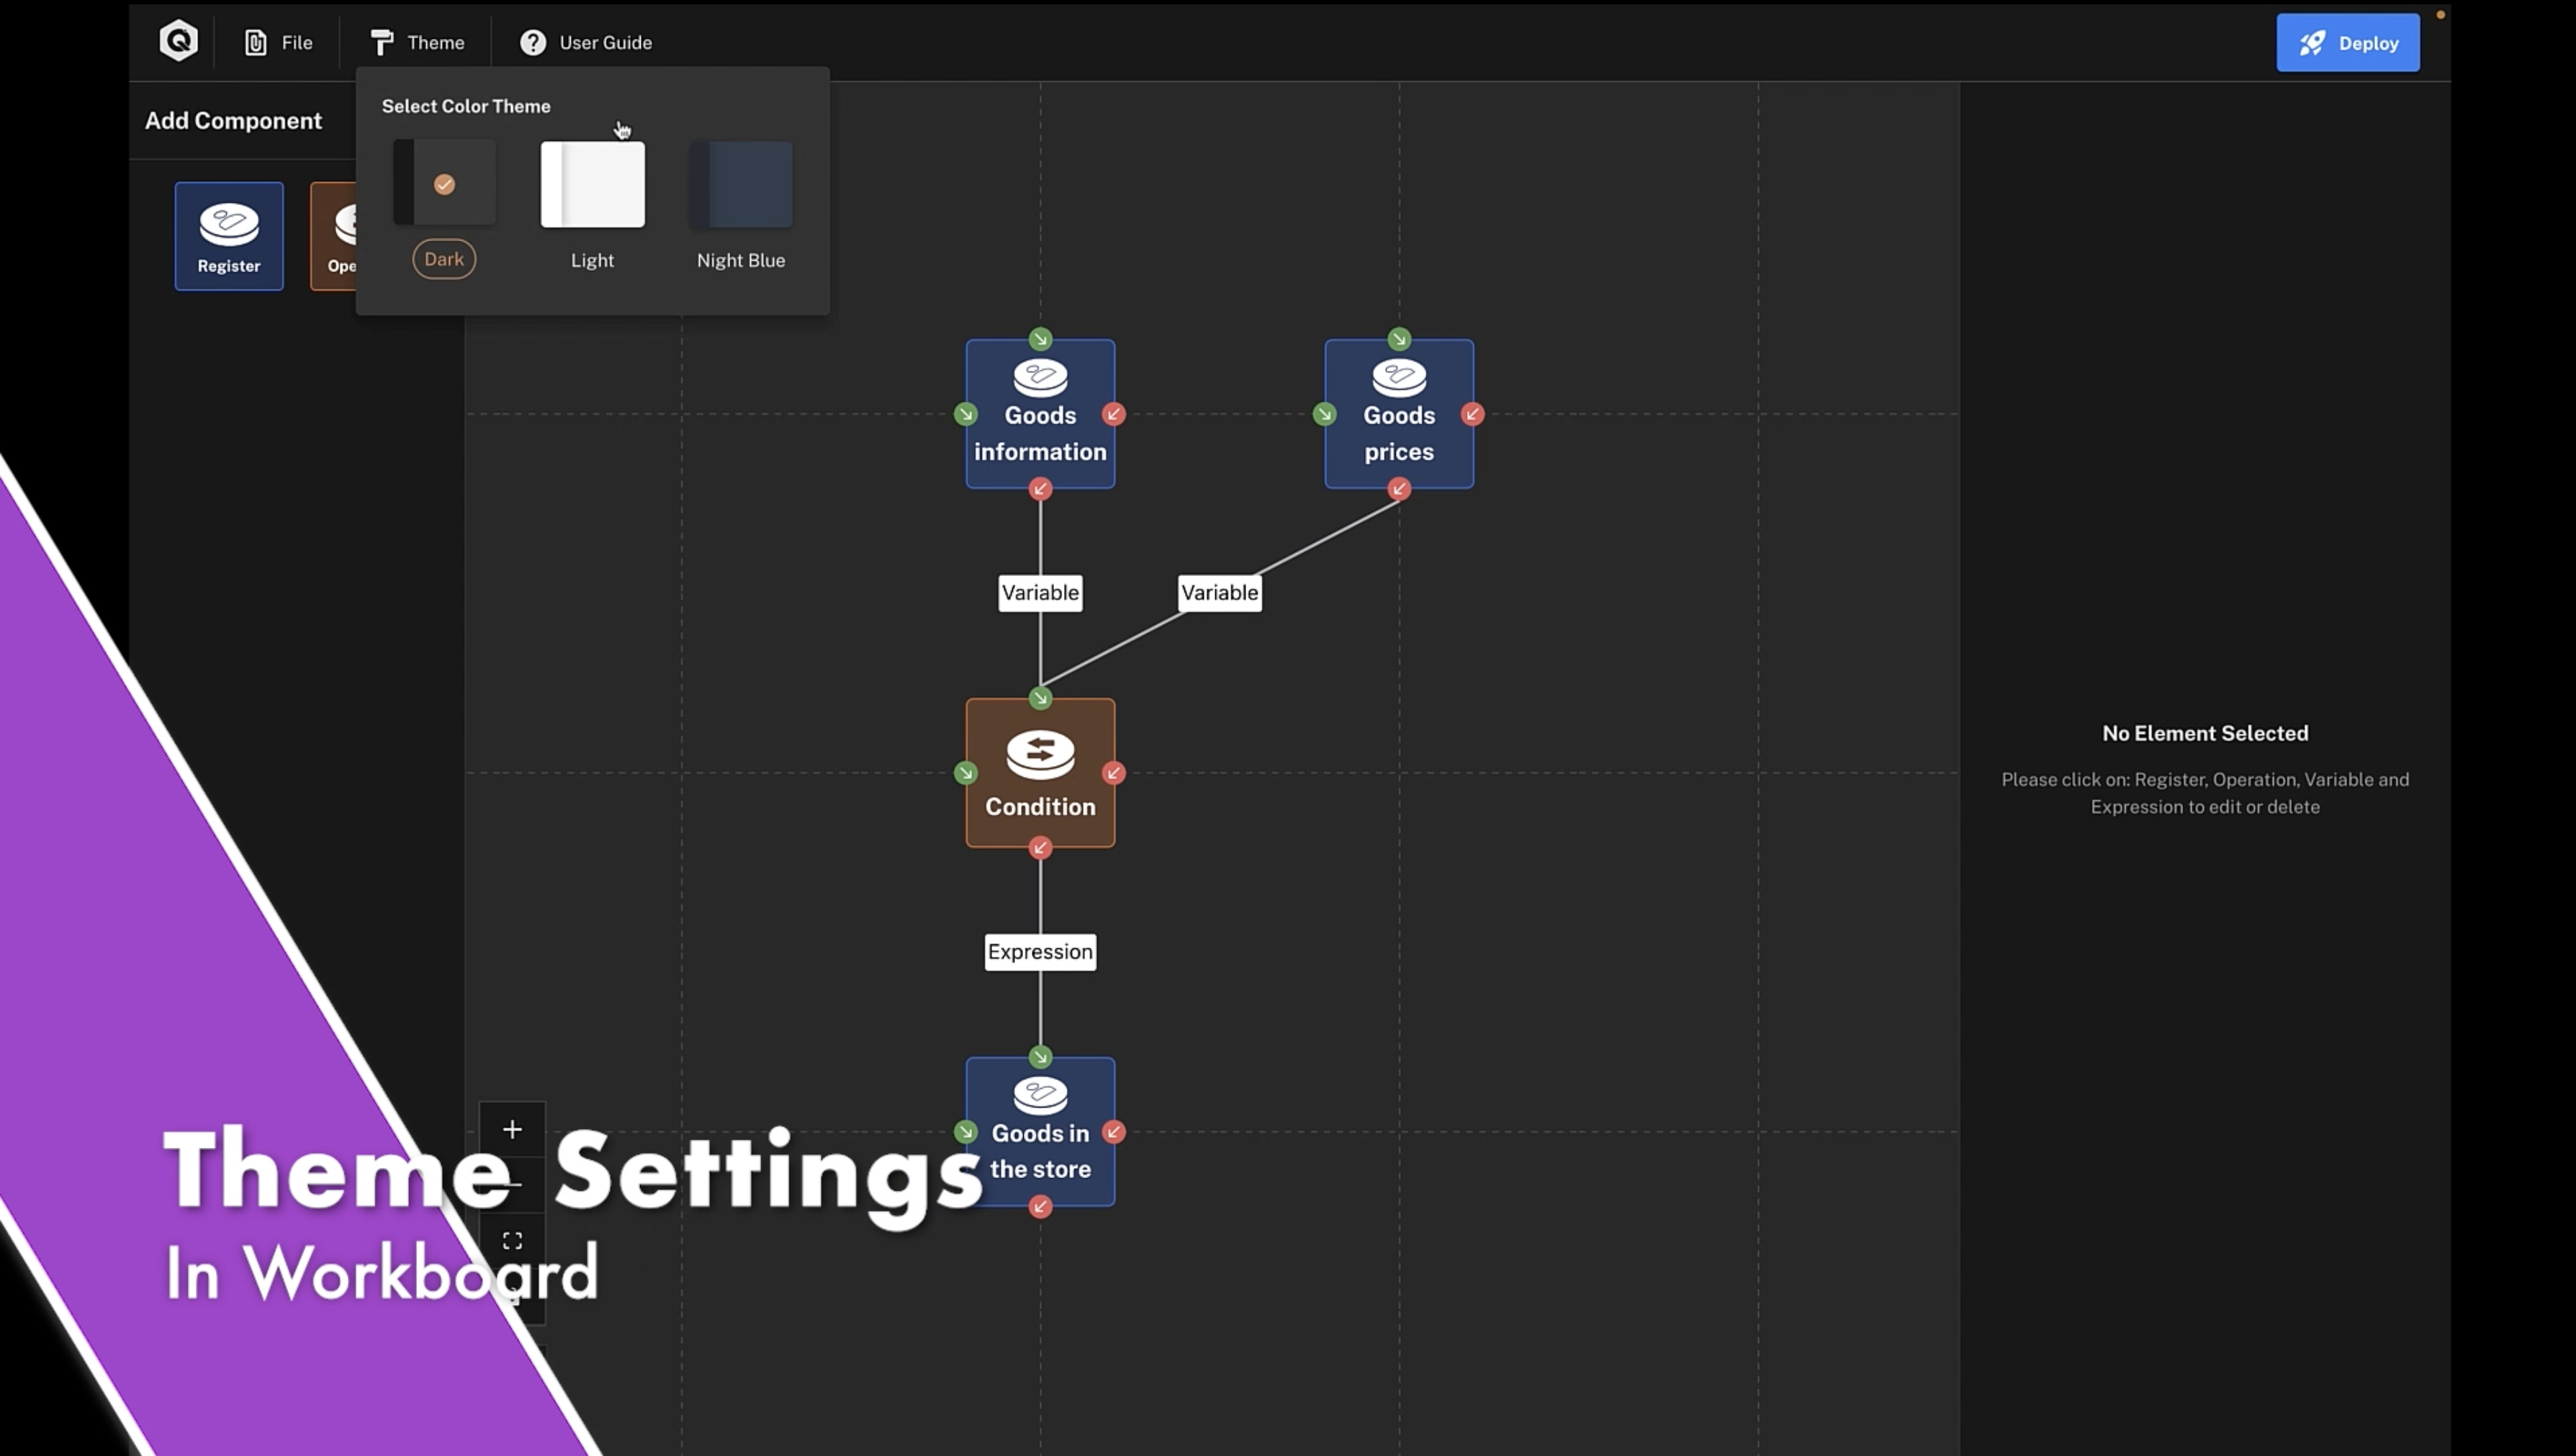 File
Theme
User Guide
Deploy
Select Color Theme
Add Component
Dark
Light
Night Blue
Register
Ope
Goods
information
Goods
prices
Variable
Variable
Condition
Expression
Goods in
the store
No Element Selected
Please click on: Register, Operation, Variable and
Expression to edit or delete
Theme Settings
In Workboard